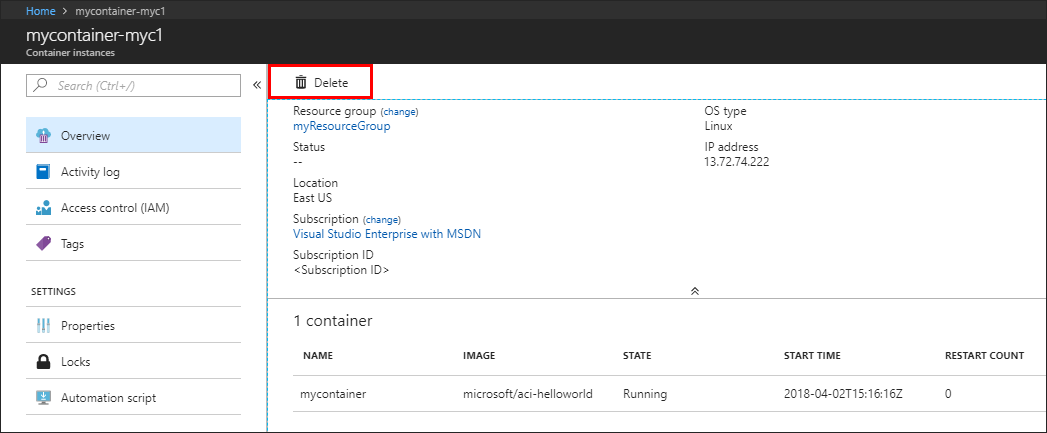 Home > mycontainer-myc1
mycontainer-myc1
Container instances
Search (Ctrl+/)
«
Overview
Activity log
Access control (IAM)
Tags
SETTINGS
Properties
Locks
Automation script
Delete
Resource group (change)
myResourceGroup
Status
--
Location
East US
Subscription (change)
Visual Studio Enterprise with MSDN
Subscription ID
<Subscription ID>
OS type
Linux
IP address
13.72.74.222
1 container
NAME IMAGE STATE START TIME RESTART COUNT
mycontainer microsoft/aci-helloworld Running 2018-04-02T15:16:16Z 0